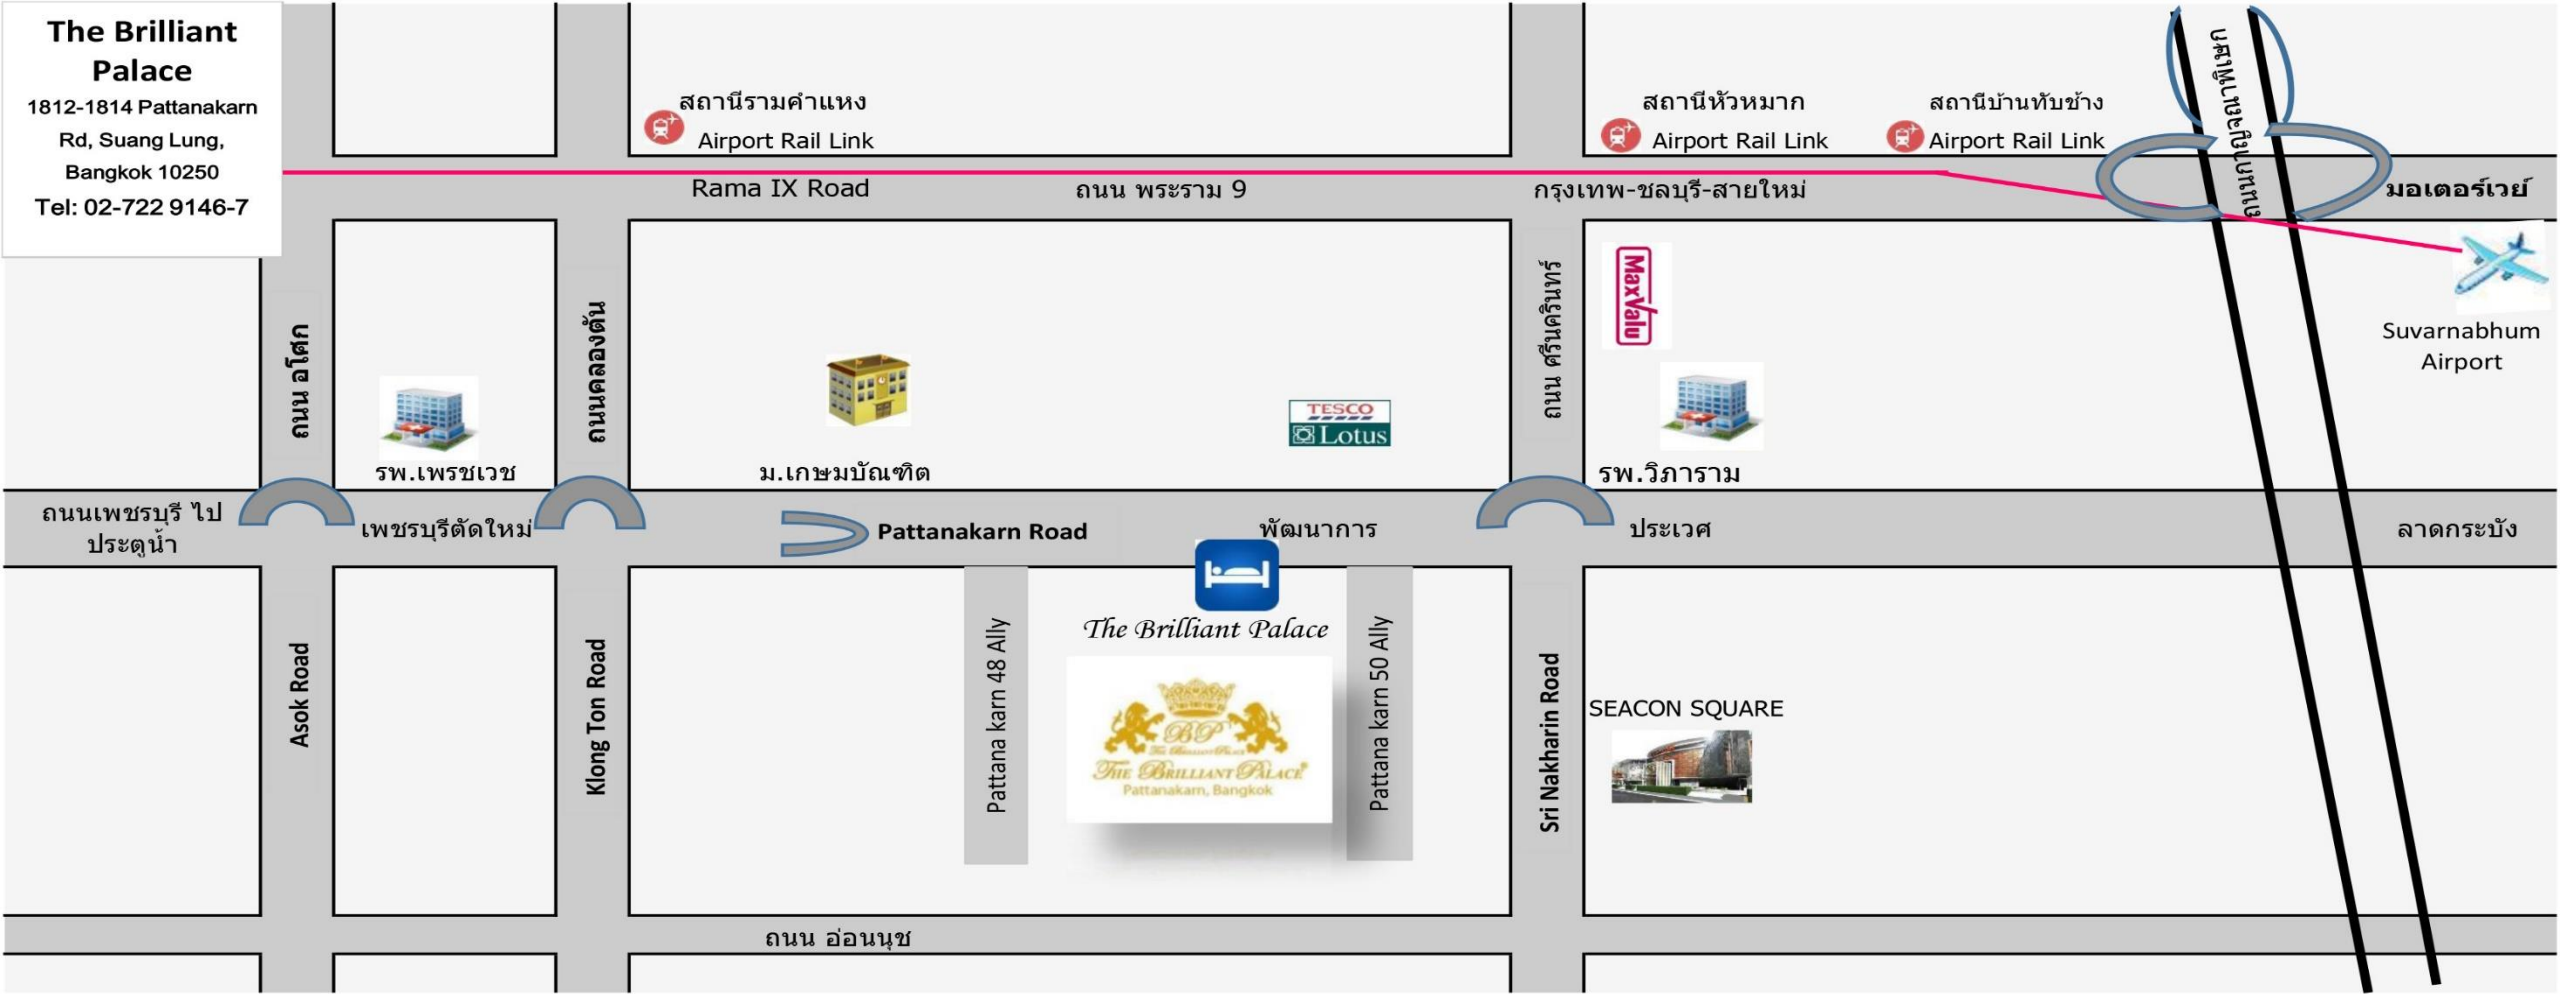 The Brilliant
Palace
1812-1814 Pattanakarn
Rd, Suang Lung,
Bangkok 10250
Tel: 02-722 9146-7
สถานีรามคำแหง
Airport Rail Link
สถานีหัวหมาก
Airport Rail Link
สถานีบ้านทับช้าง
Airport Rail Link
ถนนกาญจนาภิเษก
Rama IX Road
ถนน พระราม 9
กรุงเทพ-ชลบุรี-สายใหม่
มอเตอร์เวย์
ถนน อโศก
ถนนคลองตัน
ถนน ศรีนครินทร์
MaxValu
Suvarnabhum
Airport
TESCO
Lotus
รพ.เพรชเวช
ม.เกษมบัณฑิต
รพ.วิภาราม
ถนนเพชรบุรี ไป
ประตูน้ำ
เพชรบุรีตัดใหม่
Pattanakarn Road
พัฒนาการ
ประเวศ
ลาดกระบัง
Asok Road
Klong Ton Road
Pattana karn 48 Ally
The Brilliant Palace
BP
The Brilliant Palace
The Brilliant Palace
Pattanakarn, Bangkok
Pattana karn 50 Ally
Sri Nakharin Road
SEACON SQUARE
ถนน อ่อนนุช